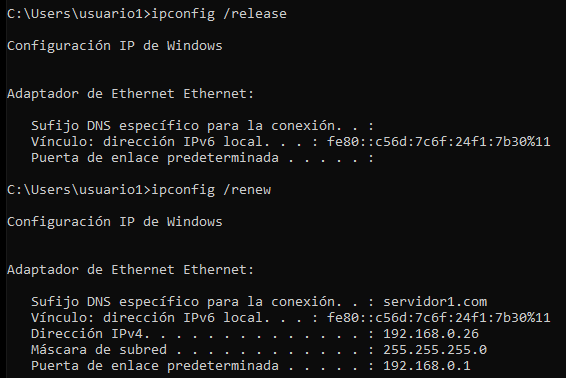 C:\Users\usuario1>ipconfig /release
Configuración IP de Windows
Adaptador de Ethernet Ethernet:
Sufijo DNS específico para la conexión. . :
Vínculo: dirección IPv6 local. . . : fe80::c56d:7c6f:24f1:7b30%11
Puerta de enlace predeterminada . . . . . :
C:\Users\usuario1>ipconfig /renew
Configuración IP de Windows
Adaptador de Ethernet Ethernet:
Sufijo DNS específico para la conexión. . : servidor1.com
Vínculo: dirección IPv6 local. . . : fe80::c56d:7c6f:24f1:7b30%11
Dirección IPv4. . . . . . . . . . . . . . : 192.168.0.26
Máscara de subred . . . . . . . . . . . . : 255.255.255.0
Puerta de enlace predeterminada . . . . . : 192.168.0.1